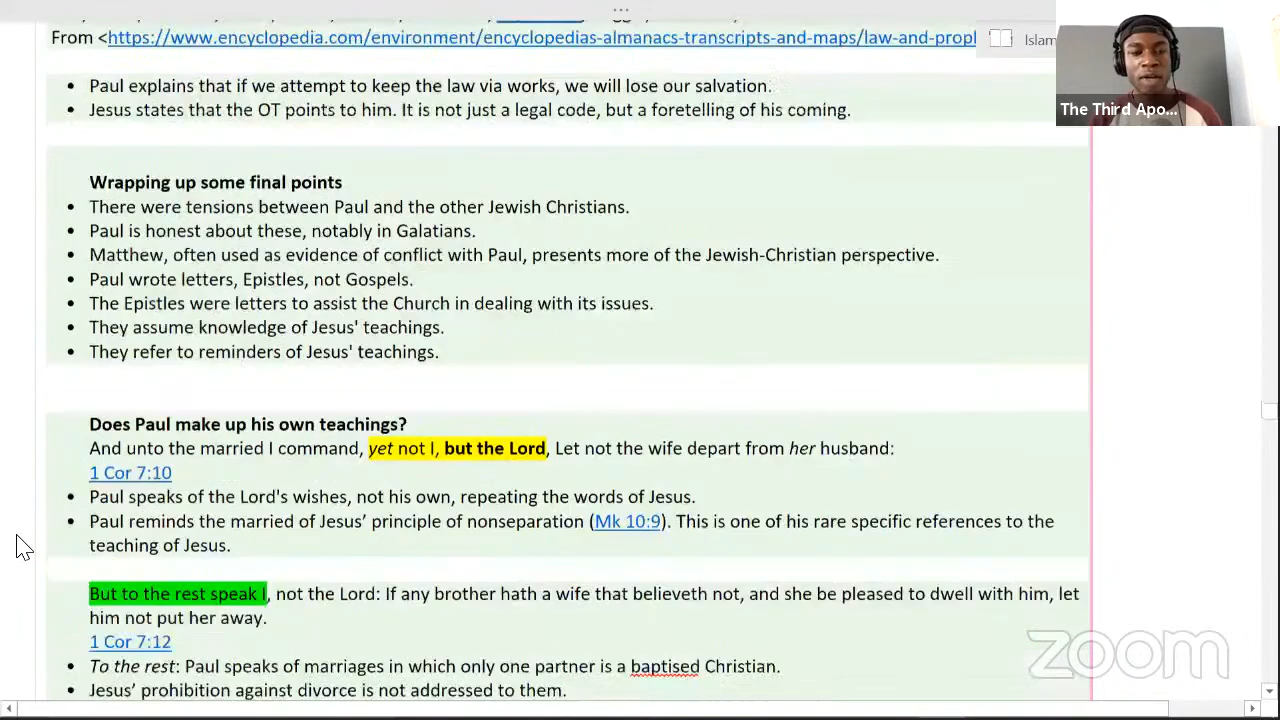 From <https://www.encyclopedia.com/environment/encyclopedias-almanacs-transcripts-and-maps/law-and-propl
Islam
The Third Apo...
• Paul explains that if we attempt to keep the law via works, we will lose our salvation.
• Jesus states that the OT points to him. It is not just a legal code, but a foretelling of his coming.
Wrapping up some final points
• There were tensions between Paul and the other Jewish Christians.
• Paul is honest about these, notably in Galatians.
• Matthew, often used as evidence of conflict with Paul, presents more of the Jewish-Christian perspective.
• Paul wrote letters, Epistles, not Gospels.
• The Epistles were letters to assist the Church in dealing with its issues.
• They assume knowledge of Jesus' teachings.
• They refer to reminders of Jesus' teachings.
Does Paul make up his own teachings?
And unto the married I command, yet not I, but the Lord, Let not the wife depart from her husband:
1 Cor 7:10
• Paul speaks of the Lord's wishes, not his own, repeating the words of Jesus.
• Paul reminds the married of Jesus’ principle of nonseparation (Mk 10:9). This is one of his rare specific references to the
teaching of Jesus.
But to the rest speak I, not the Lord: If any brother hath a wife that believeth not, and she be pleased to dwell with him, let
him not put her away.
1 Cor 7:12
• To the rest: Paul speaks of marriages in which only one partner is a baptised Christian.
• Jesus’ prohibition against divorce is not addressed to them.
zoom